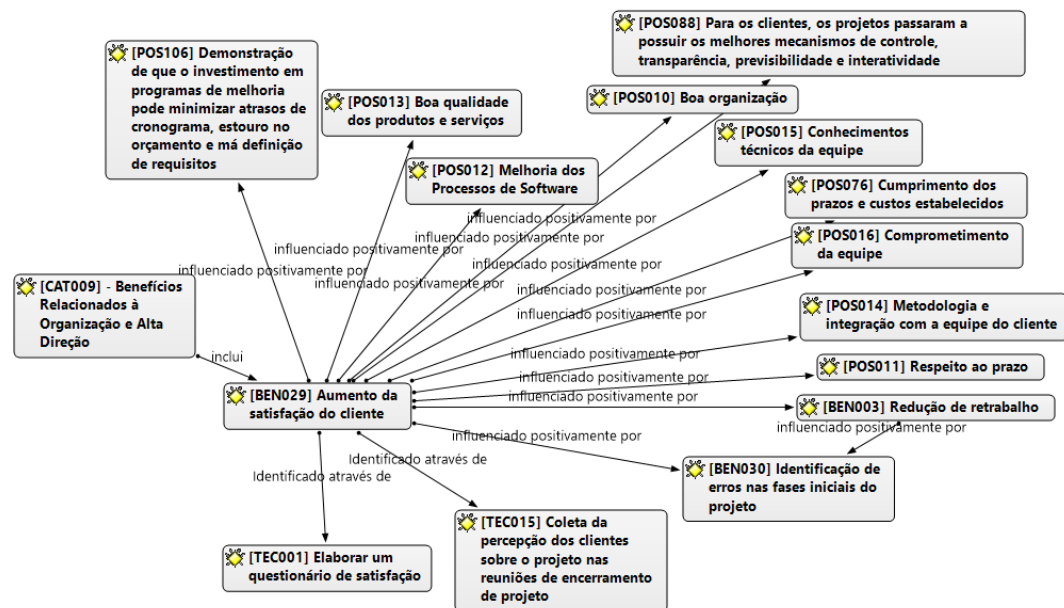 [POS088] Para os clientes, os projetos passaram a
possuir os melhores mecanismos de controle,
transparência, previsibilidade e interatividade
[POS106] Demonstração
de que o investimento em
programas de melhoria
pode minimizar atrasos de
cronograma, estouro no
orçamento e má definição
de requisitos
[POS013] Boa qualidade
dos produtos e serviços
[POS010] Boa organização
[POS015] Conhecimentos
técnicos da equipe
[POS012] Melhoria dos
Processos de Software
[POS076] Cumprimento dos
prazos e custos estabelecidos
[POS016] Comprometimento
da equipe
influenciado positivamente por
influenciado positivamente por
influenciado positivamente por
influenciado positivamente por
influenciado positivamente por
influenciado positivamente por
influenciado positivamente por
influenciado positivamente por
[CAT009] - Benefícios
Relacionados à
Organização e Alta
Direção
[POS014] Metodologia e
integração com a equipe do cliente
inclui
influenciado positivamente por
influenciado positivamente por
[POS011] Respeito ao prazo
[BEN029] Aumento da
satisfação do cliente
influenciado positivamente por
[BEN003] Redução de retrabalho
influenciado positivamente por
influenciado positivamente por
Identificado através de
Identificado através de
[BEN030] Identificação de
erros nas fases iniciais do
projeto
[TEC015] Coleta da
percepção dos clientes
sobre o projeto nas
reuniões de encerramento
de projeto
[TEC001] Elaborar um
questionário de satisfação